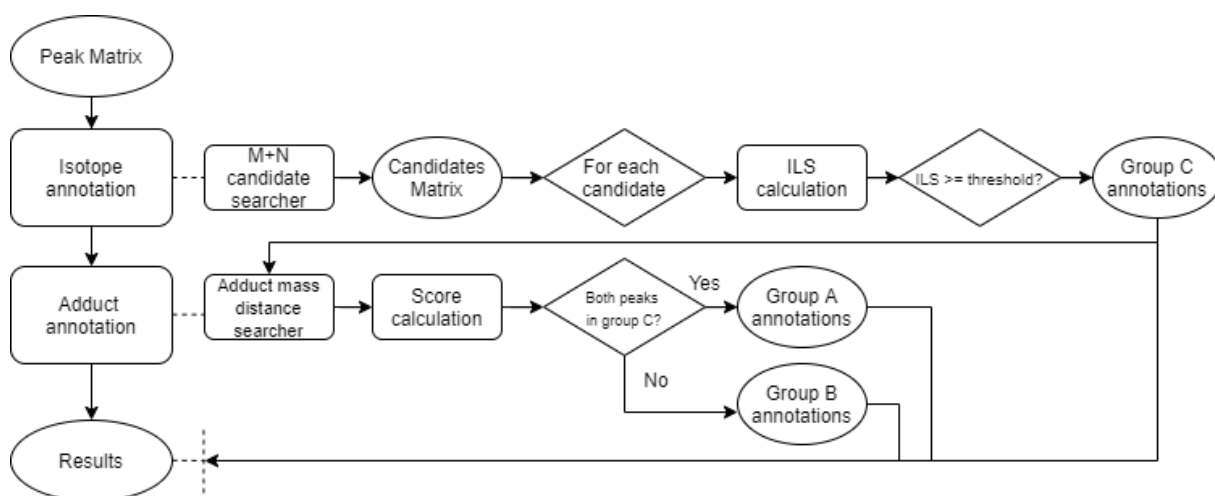 Peak Matrix
Isotope
annotation
M+N
candidate
searcher
Candidates
Matrix
For each
candidate
ILS
calculation
ILS >= threshold?
Group C
annotations
Adduct
annotation
Adduct mass
distance
searcher
Score
calculation
Both peaks
in group C?
Yes
Group A
annotations
No
Group B
annotations
Results